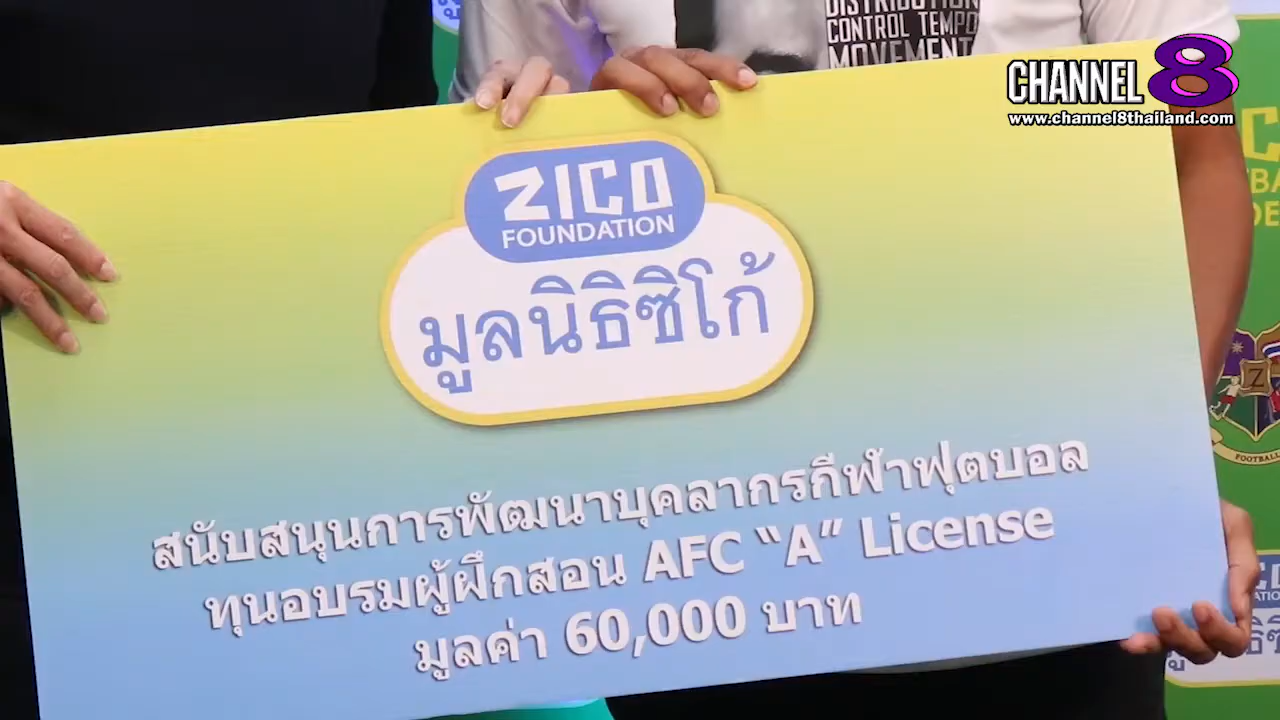 DISTRIBUTION
CONTROL TEMPO
MOVEMENT
CHANNEL 8
www.channel8thailand.com
ZICO
FOUNDATION
มูลนิธิซิโก้
สนับสนุนการพัฒนาบุคลากรกีฬาฟุตบอล
ทุนอบรมผู้ฝึกสอน AFC “A” License
มูลค่า 60,000 บาท
Z
FOOTBALL